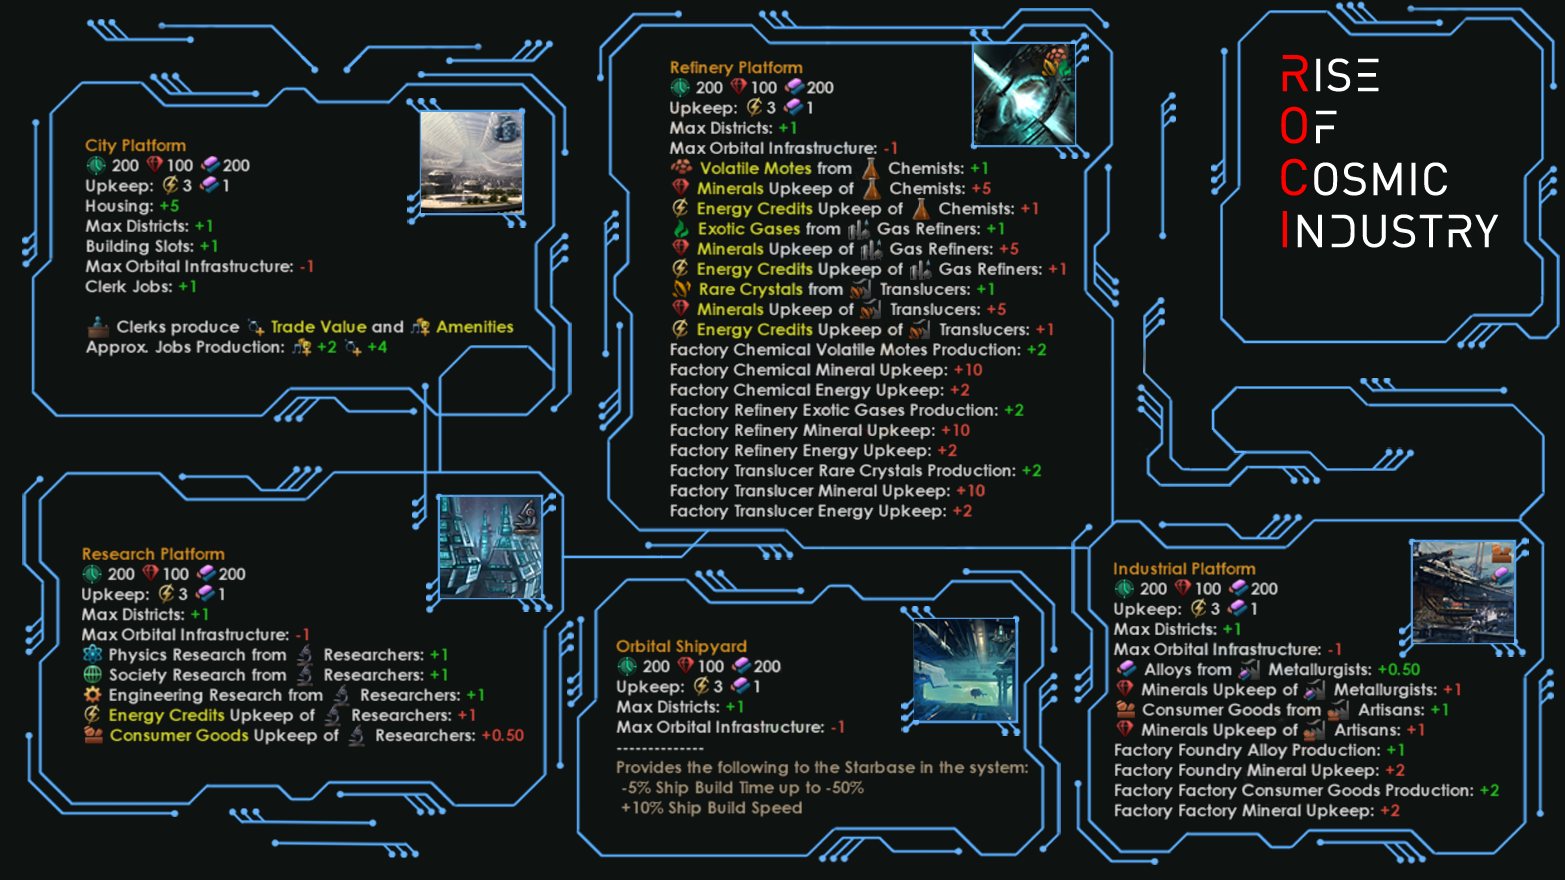 City Platform
200 100 200
Upkeep: 3 1
Housing: +5
Max Districts: +1
Building Slots: +1
Max Orbital Infrastructure: -1
Clerk Jobs: +1
Clerks produce Trade Value and Amenities
Approx. Jobs Production: +2 +4
Refinery Platform
200 100 200
Upkeep: 3 1
Max Districts: +1
Max Orbital Infrastructure: -1
Volatile Motes from Chemists: +1
Minerals Upkeep of Chemists: +5
Energy Credits Upkeep of Chemists: +1
Exotic Gases from Gas Refiners: +1
Minerals Upkeep of Gas Refiners: +5
Energy Credits Upkeep of Gas Refiners: +1
Rare Crystals from Translucers: +1
Minerals Upkeep of Translucers: +5
Energy Credits Upkeep of Translucers: +1
Factory Chemical Volatile Motes Production: +2
Factory Chemical Mineral Upkeep: +10
Factory Chemical Energy Upkeep: +2
Factory Refinery Exotic Gases Production: +2
Factory Refinery Mineral Upkeep: +10
Factory Refinery Energy Upkeep: +2
Factory Translucer Rare Crystals Production: +2
Factory Translucer Mineral Upkeep: +10
Factory Translucer Energy Upkeep: +2
RISE
OF
COSMIC
INDUSTRY
Research Platform
200 100 200
Upkeep: 3 1
Max Districts: +1
Max Orbital Infrastructure: -1
Physics Research from Researchers: +1
Society Research from Researchers: +1
Engineering Research from Researchers: +1
Energy Credits Upkeep of Researchers: +1
Consumer Goods Upkeep of Researchers: +0.50
Orbital Shipyard
200 100 200
Upkeep: 3 1
Max Districts: +1
Max Orbital Infrastructure: -1
--------------
Provides the following to the Starbase in the system:
-5% Ship Build Time up to -50%
+10% Ship Build Speed
Industrial Platform
200 100 200
Upkeep: 3 1
Max Districts: +1
Max Orbital Infrastructure: -1
Alloys from Metallurgists: +0.50
Minerals Upkeep of Metallurgists: +1
Consumer Goods from Artisans: +1
Minerals Upkeep of Artisans: +1
Factory Foundry Alloy Production: +1
Factory Foundry Mineral Upkeep: +2
Factory Factory Consumer Goods Production: +2
Factory Factory Mineral Upkeep: +2